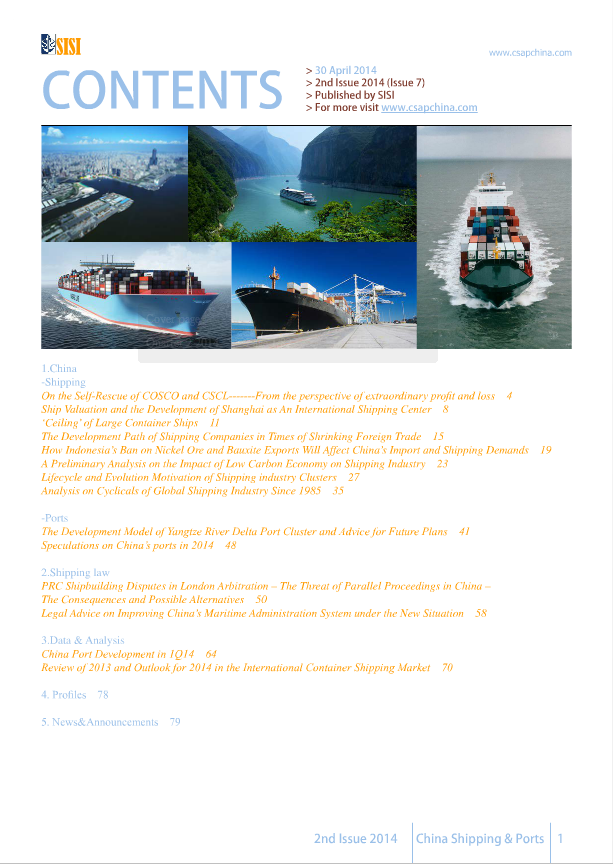 SISI
www.csapchina.com
CONTENTS
> 30 April 2014
> 2nd Issue 2014 (Issue 7)
> Published by SISI
> For more visit www.csapchina.com
1.China
-Shipping
On the Self-Rescue of COSCO and CSCL-------From the perspective of extraordinary profit and loss 4
Ship Valuation and the Development of Shanghai as An International Shipping Center 8
‘Ceiling’ of Large Container Ships 11
The Development Path of Shipping Companies in Times of Shrinking Foreign Trade 15
How Indonesia’s Ban on Nickel Ore and Bauxite Exports Will Affect China’s Import and Shipping Demands 19
A Preliminary Analysis on the Impact of Low Carbon Economy on Shipping Industry 23
Lifecycle and Evolution Motivation of Shipping industry Clusters 27
Analysis on Cyclicals of Global Shipping Industry Since 1985 35
-Ports
The Development Model of Yangtze River Delta Port Cluster and Advice for Future Plans 41
Speculations on China’s ports in 2014 48
2.Shipping law
PRC Shipbuilding Disputes in London Arbitration – The Threat of Parallel Proceedings in China –
The Consequences and Possible Alternatives 50
Legal Advice on Improving China’s Maritime Administration System under the New Situation 58
3.Data & Analysis
China Port Development in 1Q14 64
Review of 2013 and Outlook for 2014 in the International Container Shipping Market 70
4. Profiles 78
5. News&Announcements 79
2nd Issue 2014
China Shipping & Ports
1